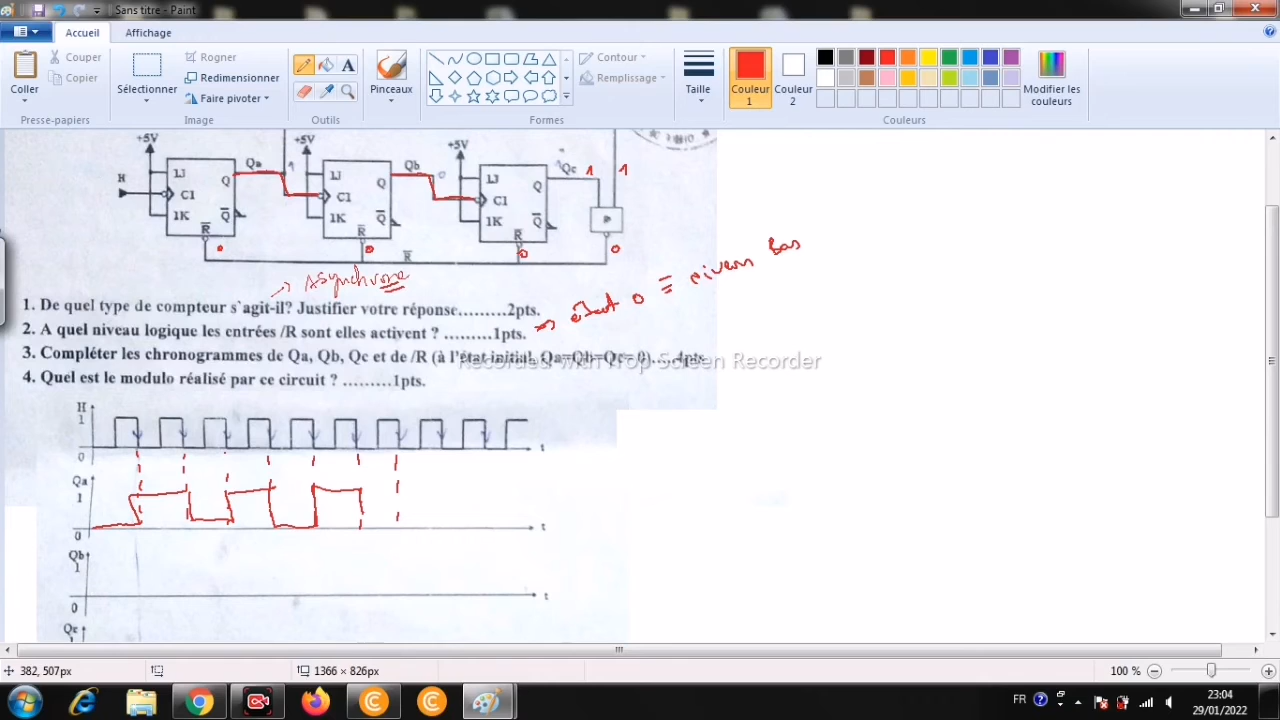 Sans titre - Paint
Accueil Affichage
Coller
Couper
Copier
Presse-papiers
Sélectionner
Rogner
Redimensionner
Faire pivoter
Image
Outils
Pinceaux
Contour
Remplissage
Formes
Taille
Couleur 1
Couleur 2
Modifier les couleurs
Couleurs
+5V +5V +5V
H 1J C1 1K Q Q̅ R̅ Qa 1
1J C1 1K Q Q̅ R̅ Qb 0
1J C1 1K Q Q̅ R Qc 1 1
0 0 0 0
R̅
Asynchrone
1. De quel type de compteur s`agit-il? Justifier votre réponse.........2pts.
2. A quel niveau logique les entrées /R sont elles activent ? .........1pts. état 0 = niveau bas
3. Compléter les chronogrammes de Qa, Qb, Qc et de /R (à l'état initial, Qa=Qb=Qc= 0).....4pts
Recorded with iTop Screen Recorder
4. Quel est le modulo réalisé par ce circuit ? .........1pts.
H
1
0
t
Qa
1
0
t
Qb
1
0
t
Qc
382, 507px
1366 × 826px
100 %
FR
23:04
29/01/2022